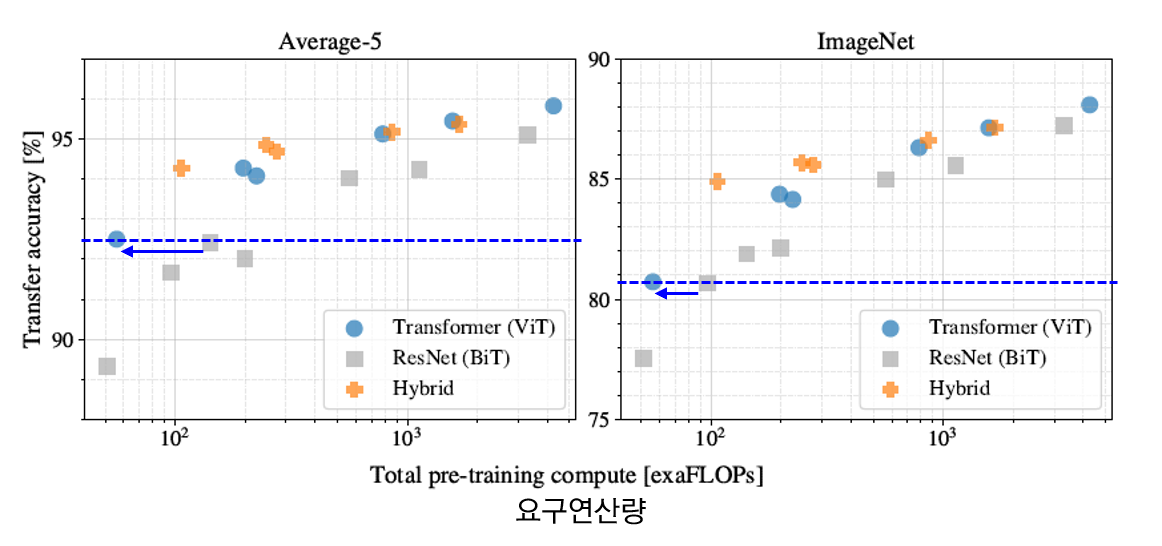 Average-5
ImageNet
Transfer accuracy [%]
95
90
10²
10³
Transformer (ViT)
ResNet (BiT)
Hybrid
90
85
80
75
10²
10³
Transformer (ViT)
ResNet (BiT)
Hybrid
Total pre-training compute [exaFLOPs]
요구연산량